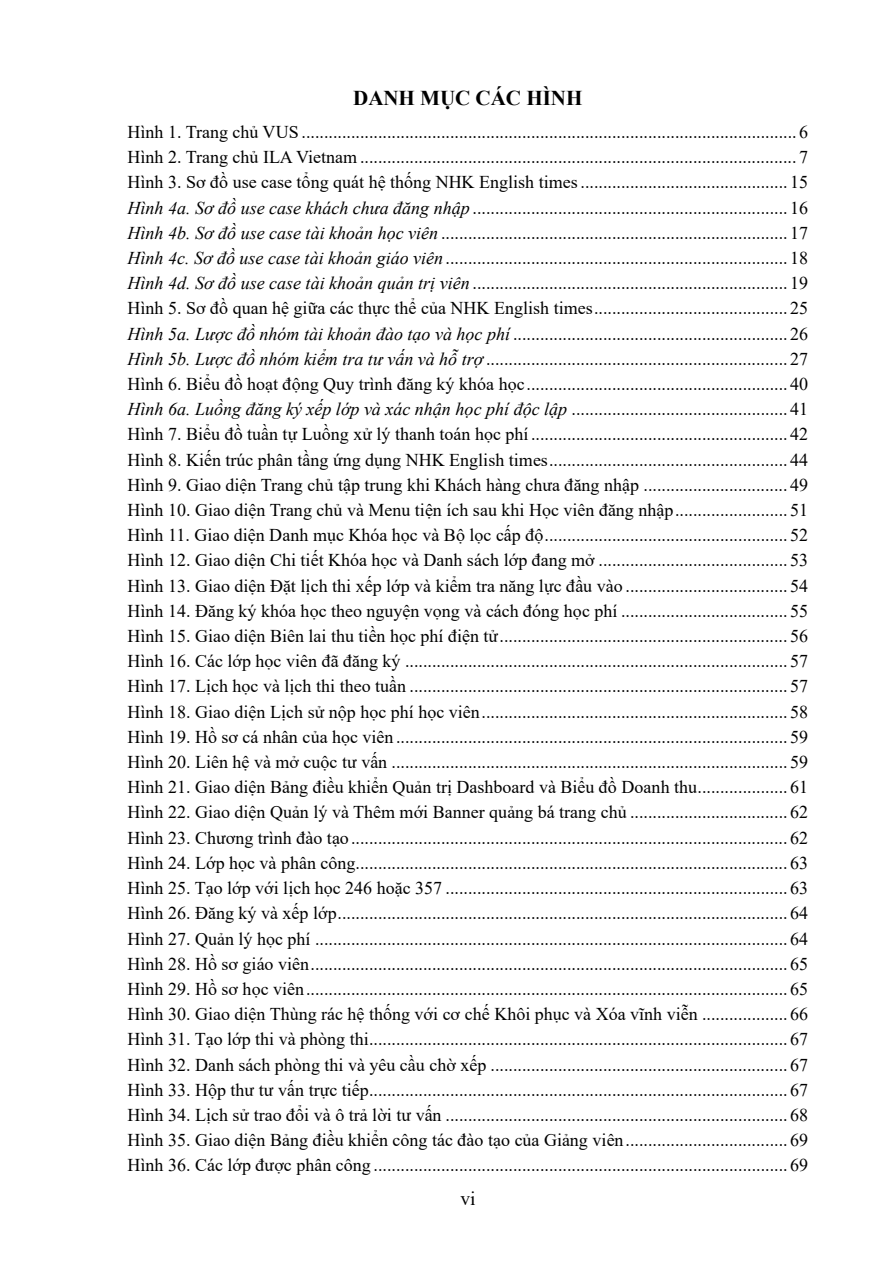 DANH MỤC CÁC HÌNH
Hình 1. Trang chủ VUS ............ 6
Hình 2. Trang chủ ILA Vietnam ............ 7
Hình 3. Sơ đồ use case tổng quát hệ thống NHK English times ............ 15
Hình 4a. Sơ đồ use case khách chưa đăng nhập ............ 16
Hình 4b. Sơ đồ use case tài khoản học viên ............ 17
Hình 4c. Sơ đồ use case tài khoản giáo viên ............ 18
Hình 4d. Sơ đồ use case tài khoản quản trị viên ............ 19
Hình 5. Sơ đồ quan hệ giữa các thực thể của NHK English times ............ 25
Hình 5a. Lược đồ nhóm tài khoản đào tạo và học phí ............ 26
Hình 5b. Lược đồ nhóm kiểm tra tư vấn và hỗ trợ ............ 27
Hình 6. Biểu đồ hoạt động Quy trình đăng ký khóa học ............ 40
Hình 6a. Luồng đăng ký xếp lớp và xác nhận học phí độc lập ............ 41
Hình 7. Biểu đồ tuần tự Luồng xử lý thanh toán học phí ............ 42
Hình 8. Kiến trúc phân tầng ứng dụng NHK English times ............ 44
Hình 9. Giao diện Trang chủ tập trung khi Khách hàng chưa đăng nhập ............ 49
Hình 10. Giao diện Trang chủ và Menu tiện ích sau khi Học viên đăng nhập ............ 51
Hình 11. Giao diện Danh mục Khóa học và Bộ lọc cấp độ ............ 52
Hình 12. Giao diện Chi tiết Khóa học và Danh sách lớp đang mở ............ 53
Hình 13. Giao diện Đặt lịch thi xếp lớp và kiểm tra năng lực đầu vào ............ 54
Hình 14. Đăng ký khóa học theo nguyện vọng và cách đóng học phí ............ 55
Hình 15. Giao diện Biên lai thu tiền học phí điện tử ............ 56
Hình 16. Các lớp học viên đã đăng ký ............ 57
Hình 17. Lịch học và lịch thi theo tuần ............ 57
Hình 18. Giao diện Lịch sử nộp học phí học viên ............ 58
Hình 19. Hồ sơ cá nhân của học viên ............ 59
Hình 20. Liên hệ và mở cuộc tư vấn ............ 59
Hình 21. Giao diện Bảng điều khiển Quản trị Dashboard và Biểu đồ Doanh thu ............ 61
Hình 22. Giao diện Quản lý và Thêm mới Banner quảng bá trang chủ ............ 62
Hình 23. Chương trình đào tạo ............ 62
Hình 24. Lớp học và phân công ............ 63
Hình 25. Tạo lớp với lịch học 246 hoặc 357 ............ 63
Hình 26. Đăng ký và xếp lớp ............ 64
Hình 27. Quản lý học phí ............ 64
Hình 28. Hồ sơ giáo viên ............ 65
Hình 29. Hồ sơ học viên ............ 65
Hình 30. Giao diện Thùng rác hệ thống với cơ chế Khôi phục và Xóa vĩnh viễn ............ 66
Hình 31. Tạo lớp thi và phòng thi ............ 67
Hình 32. Danh sách phòng thi và yêu cầu chờ xếp ............ 67
Hình 33. Hộp thư tư vấn trực tiếp ............ 67
Hình 34. Lịch sử trao đổi và ô trả lời tư vấn ............ 68
Hình 35. Giao diện Bảng điều khiển công tác đào tạo của Giảng viên ............ 69
Hình 36. Các lớp được phân công ............ 69
vi